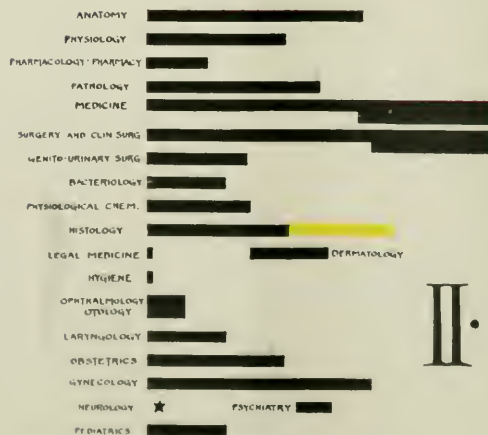 ANATOMY
PHYSIOLOGY
PHARMACOLOGY-PHARMACY
PATHOLOGY
MEDICINE
SURGERY AND CLIN SURG
GENITO-URINARY SURG
BACTERIOLOGY
PHYSIOLOGICAL CHEM.
HISTOLOGY
LEGAL MEDICINE DERMATOLOGY
HYGIENE
OPHTHALMOLOGY
OTOLOGY
II.
LARYNGOLOGY
OBSTETRICS
GYNECOLOGY
NEUROLOGY PSYCHIATRY
PEDIATRICS